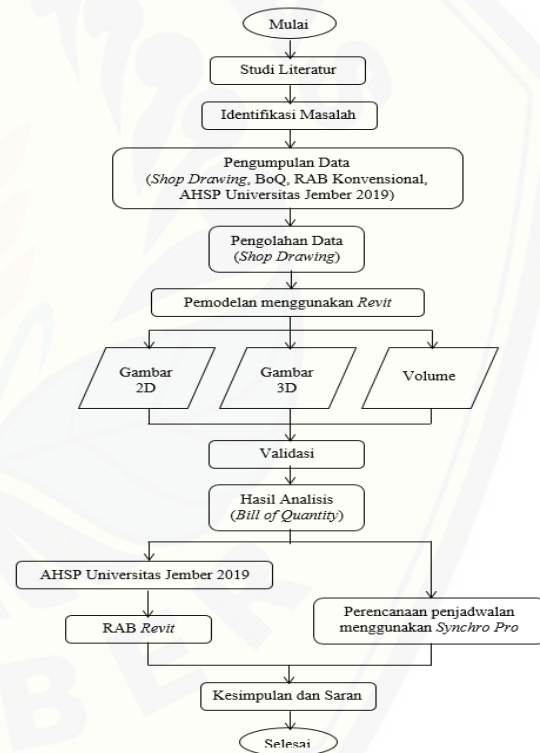 Mulai
Studi Literatur
Identifikasi Masalah
Pengumpulan Data
(Shop Drawing, BoQ, RAB Konvensional,
AHSP Universitas Jember 2019)
Pengolahan Data
(Shop Drawing)
Pemodelan menggunakan Revit
Gambar
2D
Gambar
3D
Volume
Validasi
Hasil Analisis
(Bill of Quantity)
AHSP Universitas Jember 2019
RAB Revit
Perencanaan penjadwalan
menggunakan Synchro Pro
Kesimpulan dan Saran
Selesai